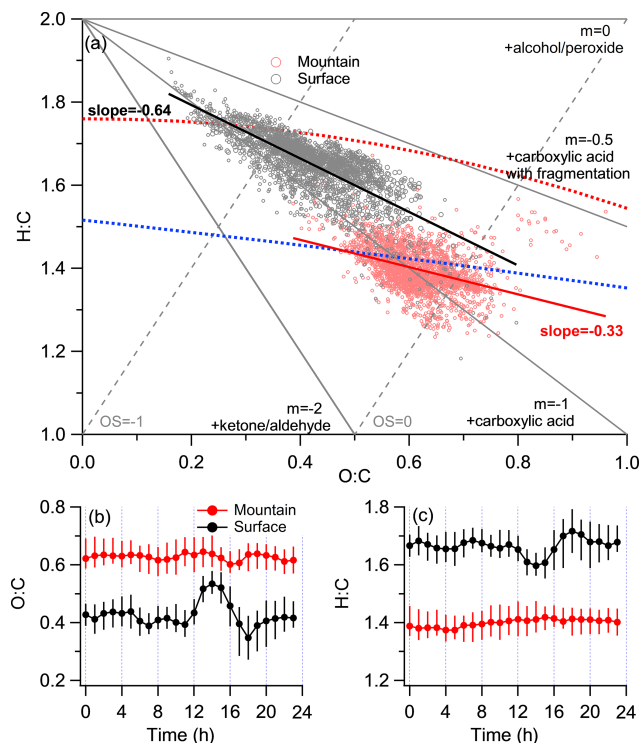 2.0
(a)
m=0
+alcohol/peroxide
Mountain
Surface
1.8
slope=-0.64
m=-0.5
+carboxylic acid
with fragmentation
1.6
H:C
1.4
slope=-0.33
1.2
OS=-1
m=-2
+ketone/aldehyde
OS=0
m=-1
+carboxylic acid
1.0
0.0 0.2 0.4 0.6 0.8 1.0
O:C
(b)
Mountain
Surface
0.8
0.6
0.4
0.2
O:C
0 4 8 12 16 20 24
Time (h)
(c)
1.8
1.6
1.4
1.2
H:C
0 4 8 12 16 20 24
Time (h)